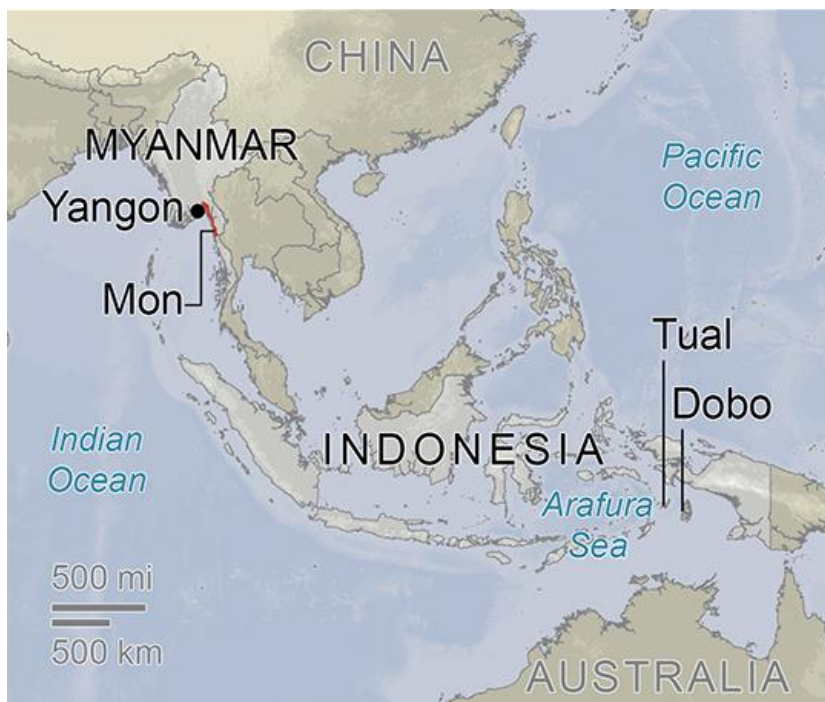 CHINA
MYANMAR
Pacific
Ocean
Yangon
Mon
Tual
Dobo
Indian
Ocean
INDONESIA
Arafura
Sea
500 mi
500 km
AUSTRALIA